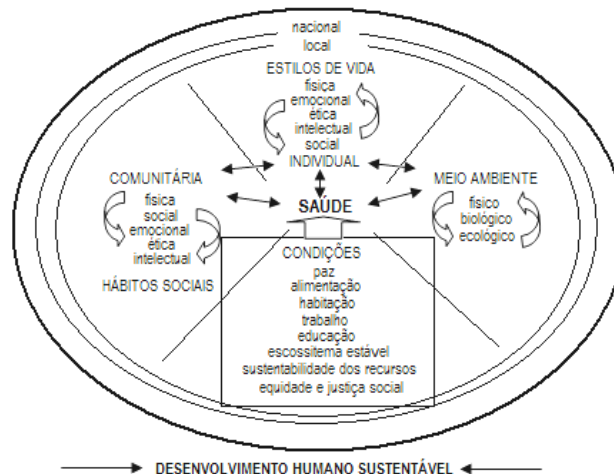 nacional
local
ESTILOS DE VIDA
física
emocional
ética
intelectual
social
INDIVIDUAL
COMUNITÁRIA
física
social
emocional
ética
intelectual
HÁBITOS SOCIAIS
SAÚDE
MEIO AMBIENTE
fisico
biológico
ecológico
CONDIÇÕES
paz
alimentação
habitação
trabalho
educação
escossitema estável
sustentabilidade dos recursos
equidade e justiça social
DESENVOLVIMENTO HUMANO SUSTENTÁVEL